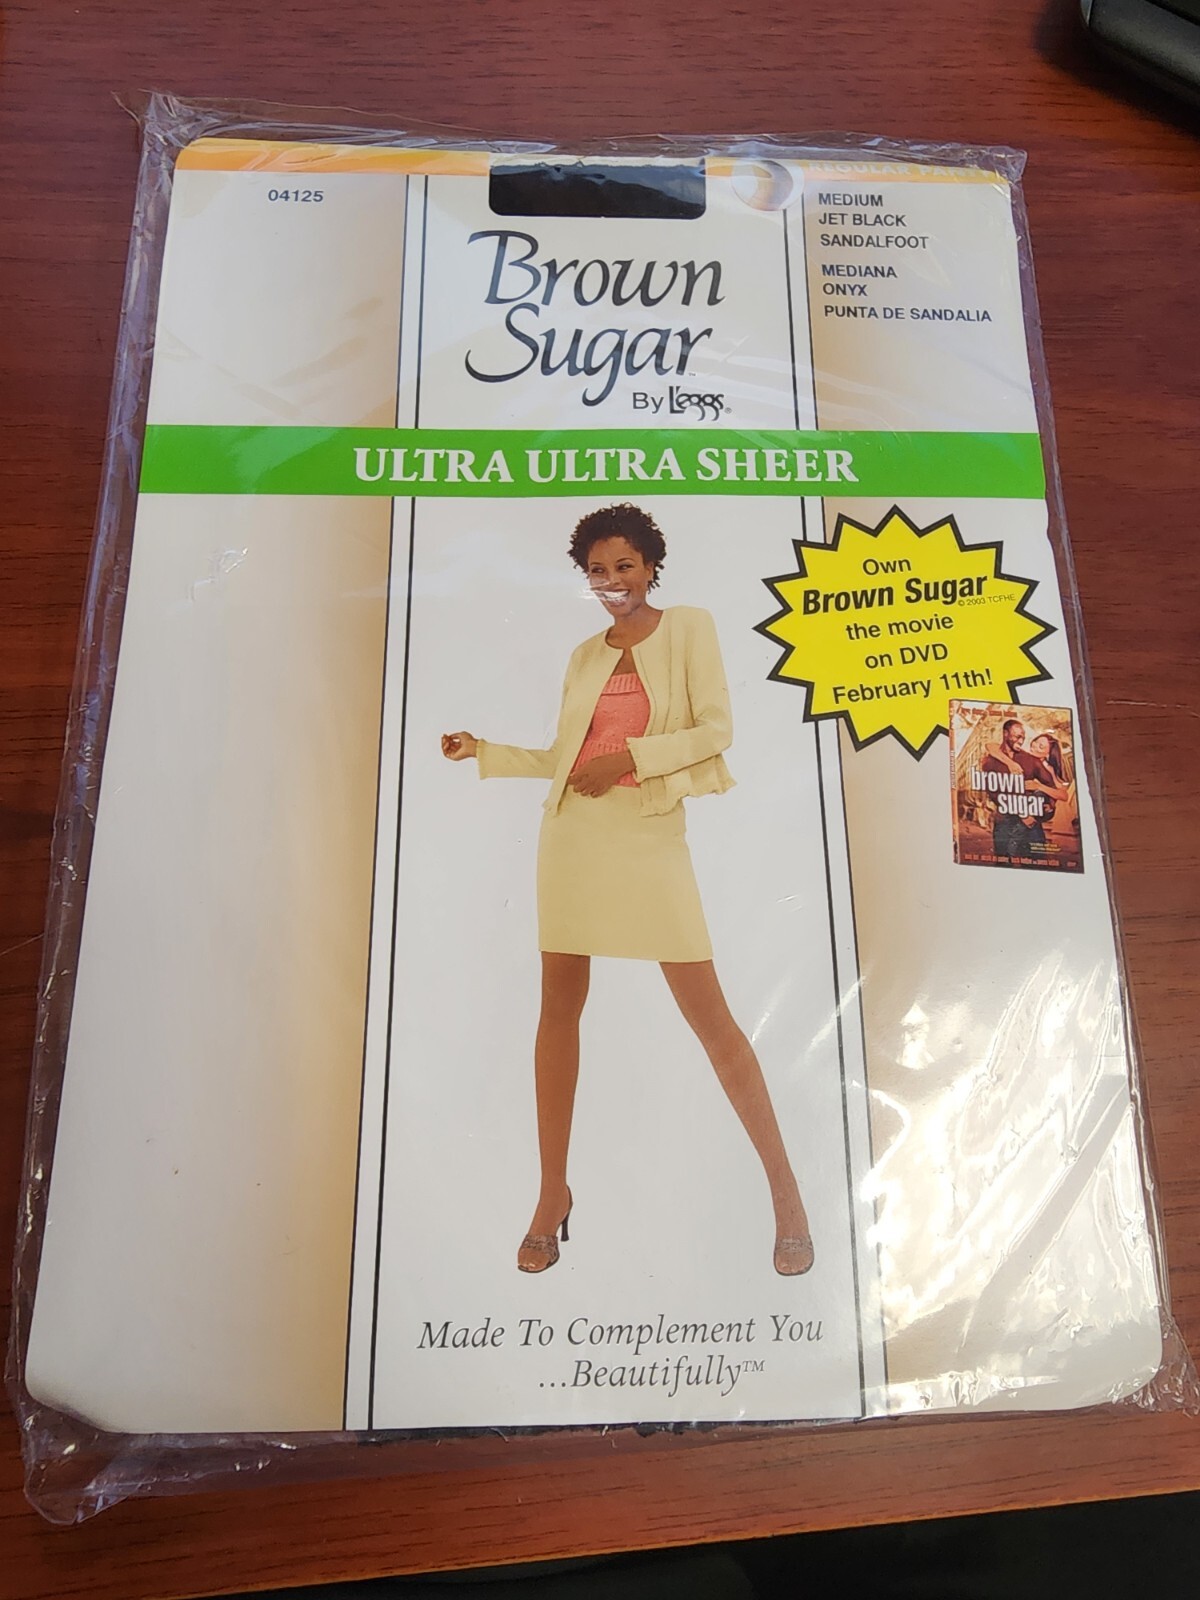 REGULAR PANTY
04125
MEDIUM
JET BLACK
SANDALFOOT
MEDIANA
ONYX
PUNTA DE SANDALIA
Brown
Sugar™
By L'eggs®
ULTRA ULTRA SHEER
Own
Brown Sugar
© 2003 TCFHE
the movie
on DVD
February 11th!
brown
sugar
Made To Complement You
...Beautifully™